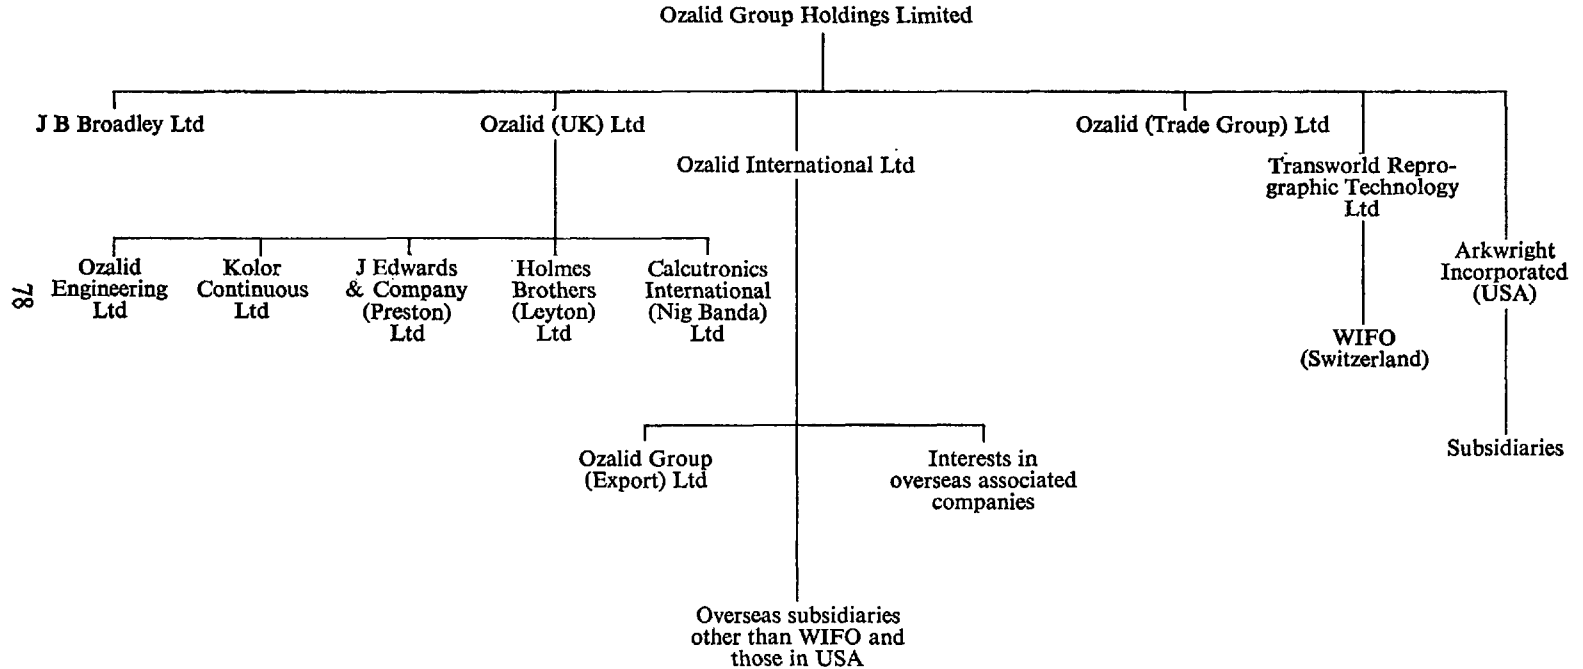 Ozalid Group Holdings Limited
J B Broadley Ltd
Ozalid (UK) Ltd
Ozalid International Ltd
Ozalid (Trade Group) Ltd
Transworld Repro-
graphic Technology
Ltd
Arkwright
Incorporated
(USA)
Ozalid
Engineering
Ltd
Kolor
Continuous
Ltd
J Edwards
& Company
(Preston)
Ltd
Holmes
Brothers
(Leyton)
Ltd
Calcutronics
International
(Nig Banda)
Ltd
78
WIFO
(Switzerland)
Subsidiaries
Ozalid Group
(Export) Ltd
Interests in
overseas associated
companies
Overseas subsidiaries
other than WIFO and
those in USA